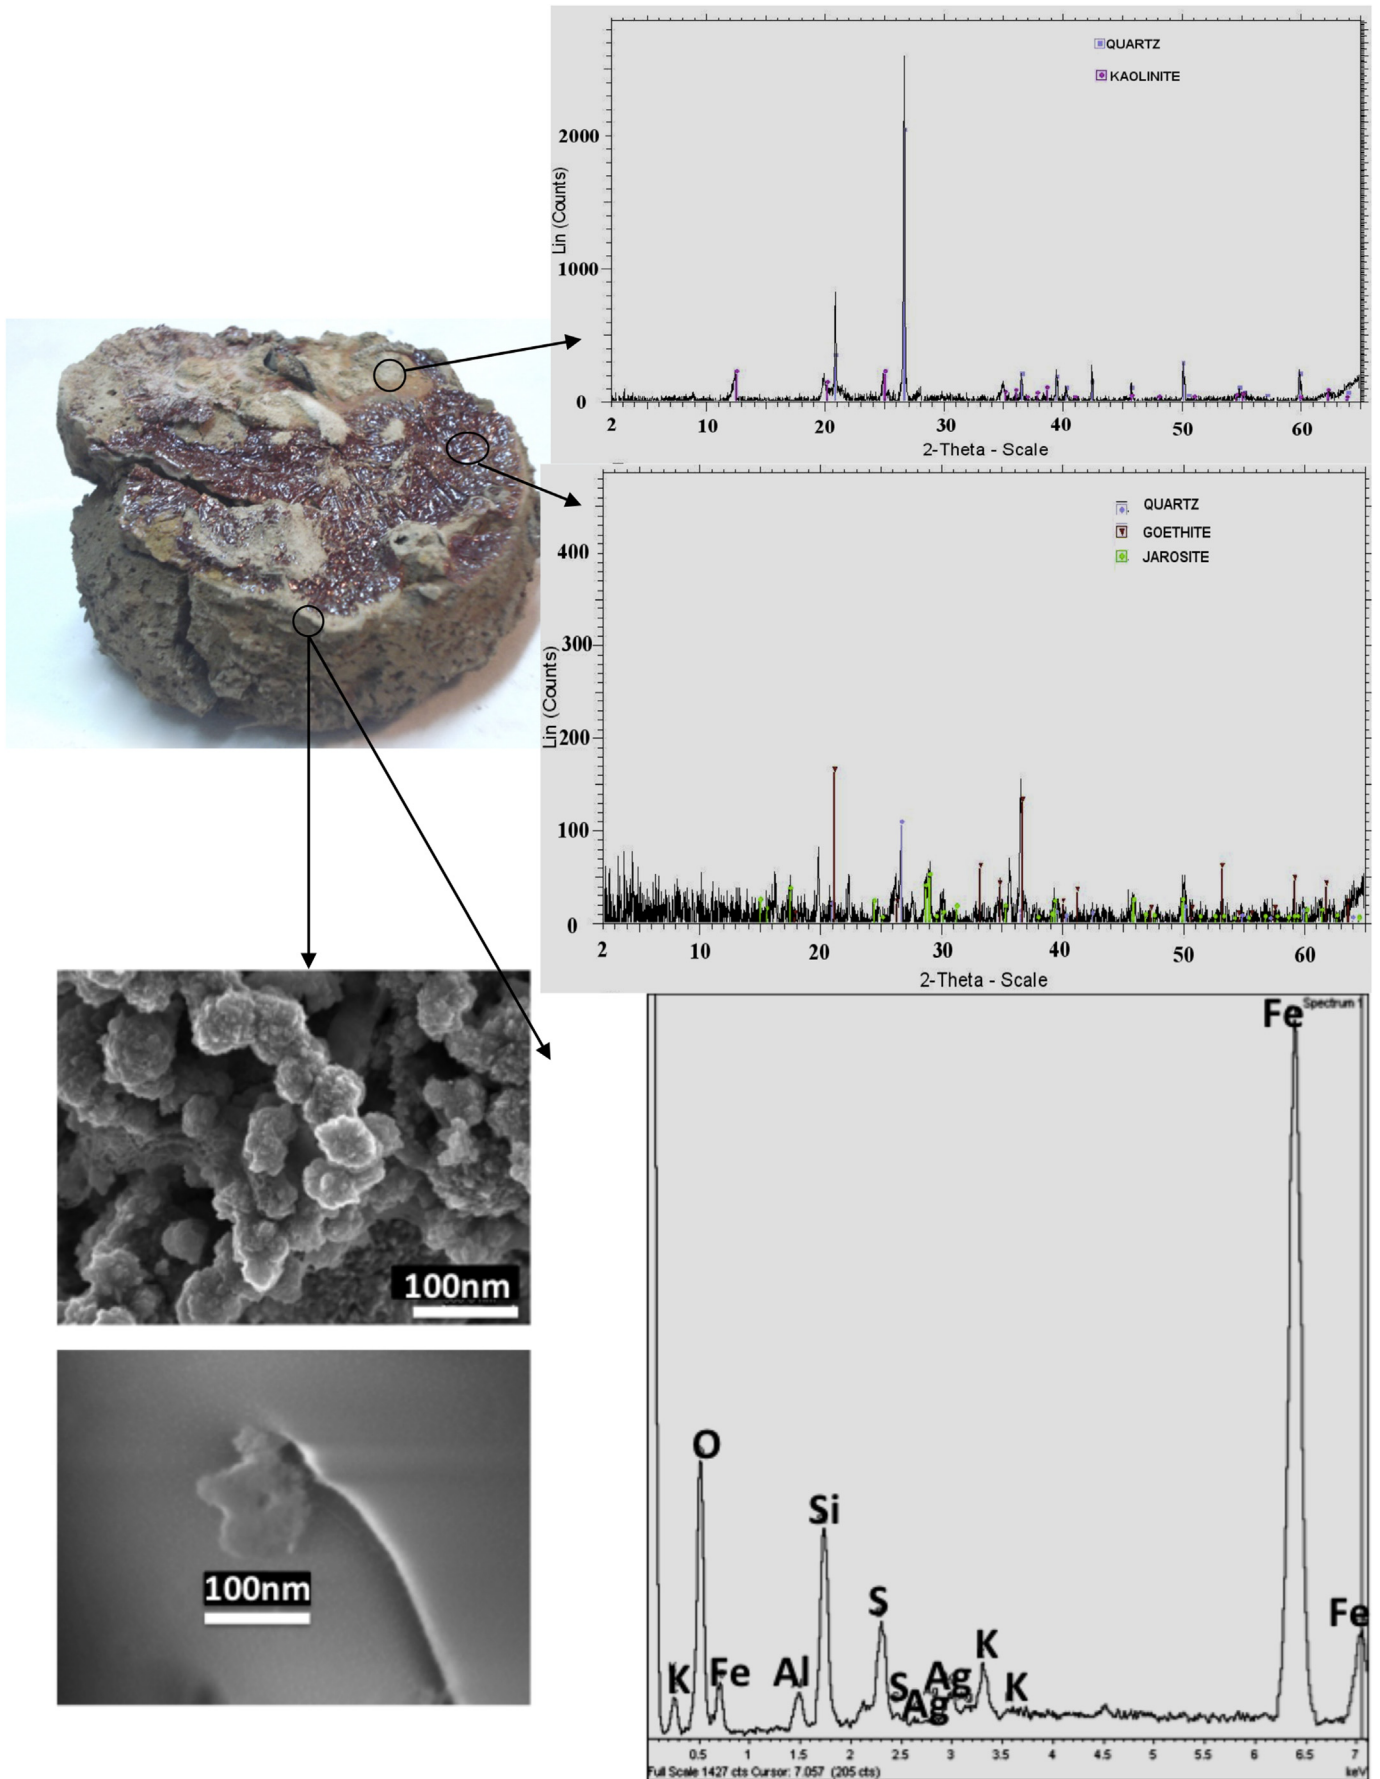 QUARTZ
KAOLINITE
2000
1000
0
Lin (Counts)
2 10 20 30 40 50 60
2-Theta - Scale
QUARTZ
GOETHITE
JAROSITE
400
300
200
100
0
Lin (Counts)
2 10 20 30 40 50 60
2-Theta - Scale
100nm
100nm
Spectrum 1
Fe
O
Si
S
Fe
K
Fe
Al
S
Ag
Ag
K
K
0.5 1 1.5 2 2.5 3 3.5 4 4.5 5 5.5 6 6.5 7
Full Scale 1427 cts Cursor: 7.057 (205 cts) keV